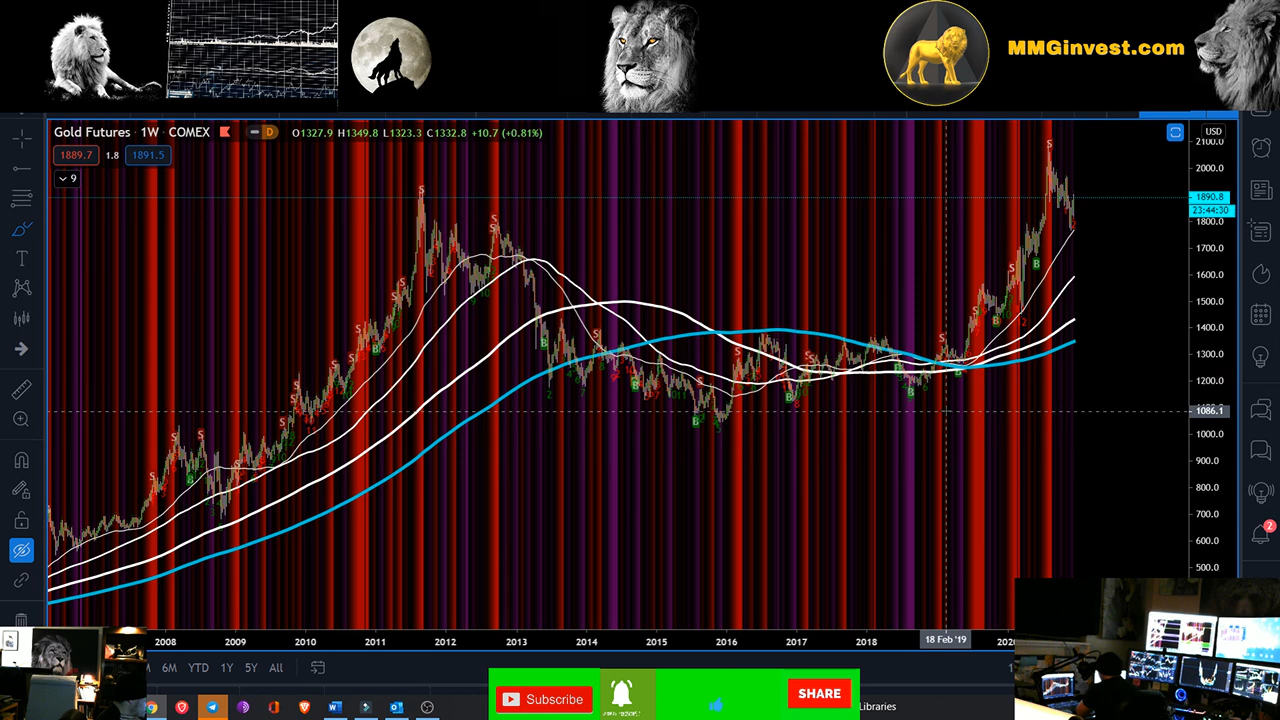 MMGinvest.com
Gold Futures · 1W · COMEX D O1327.9 H1349.8 L1323.3 C1332.8 +10.7 (+0.81%)
USD
2100.0
1889.7 1.8 1891.5
2000.0
9
1890.8
23:44:30
1800.0
1700.0
1600.0
1500.0
1400.0
1300.0
1200.0
1086.1
1000.0
900.0
800.0
700.0
600.0
500.0
2
2008 2009 2010 2011 2012 2013 2014 2015 2016 2017 2018 18 Feb '19
6M YTD 1Y 5Y All
Subscribe
SHARE
Libraries